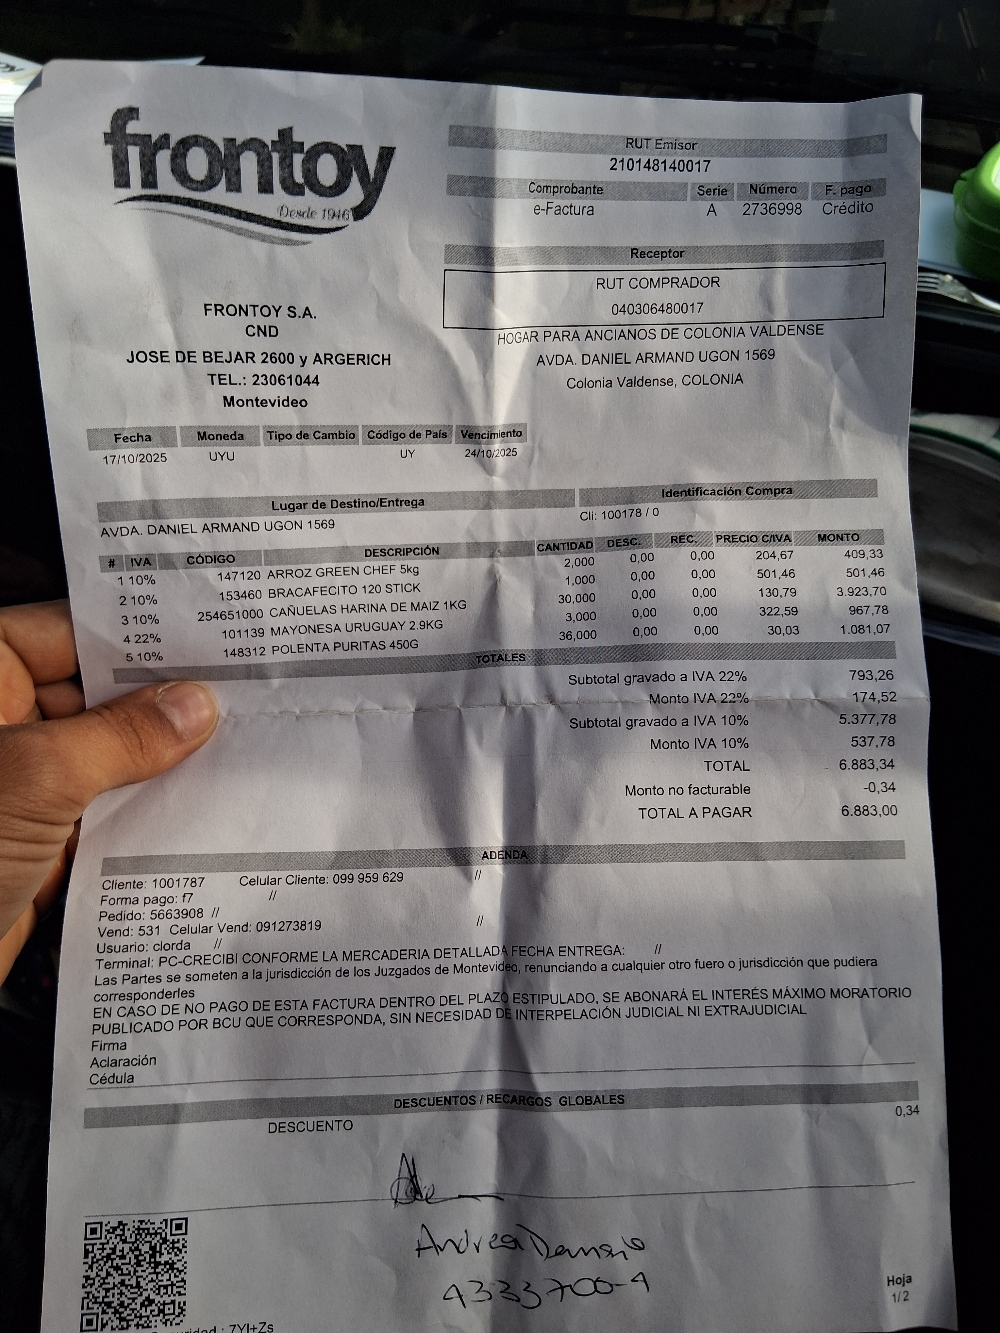 frontoy
Desde 1946
RUT Emisor
210148140017
Comprobante Serie Número F. pago
e-Factura A 2736998 Crédito
Receptor
RUT COMPRADOR
040306480017
HOGAR PARA ANCIANOS DE COLONIA VALDENSE
AVDA. DANIEL ARMAND UGON 1569
Colonia Valdense, COLONIA
FRONTOY S.A.
CND
JOSE DE BEJAR 2600 y ARGERICH
TEL.: 23061044
Montevideo
Fecha Moneda Tipo de Cambio Código de País Vencimiento
17/10/2025 UYU UY 24/10/2025
Lugar de Destino/Entrega Identificación Compra
AVDA. DANIEL ARMAND UGON 1569 Cli: 100178 / 0
# IVA CÓDIGO DESCRIPCIÓN CANTIDAD DESC. REC. PRECIO C/IVA MONTO
1 10% 147120 ARROZ GREEN CHEF 5kg 2,000 0,00 0,00 204,67 409,33
2 10% 153460 BRACAFECITO 120 STICK 1,000 0,00 0,00 501,46 501,46
3 10% 254651000 CAÑUELAS HARINA DE MAIZ 1KG 30,000 0,00 0,00 130,79 3.923,70
4 22% 101139 MAYONESA URUGUAY 2.9KG 3,000 0,00 0,00 322,59 967,78
5 10% 148312 POLENTA PURITAS 450G 36,000 0,00 0,00 30,03 1.081,07
TOTALES
Subtotal gravado a IVA 22% 793,26
Monto IVA 22% 174,52
Subtotal gravado a IVA 10% 5.377,78
Monto IVA 10% 537,78
TOTAL 6.883,34
Monto no facturable -0,34
TOTAL A PAGAR 6.883,00
ADENDA
Cliente: 1001787 Celular Cliente: 099 959 629 //
Forma pago: f7 //
Pedido: 5663908 //
Vend: 531 Celular Vend: 091273819 //
Usuario: clorda //
Terminal: PC-CRECIBI CONFORME LA MERCADERIA DETALLADA FECHA ENTREGA: //
Las Partes se someten a la jurisdicción de los Juzgados de Montevideo, renunciando a cualquier otro fuero o jurisdicción que pudiera
corresponderles
EN CASO DE NO PAGO DE ESTA FACTURA DENTRO DEL PLAZO ESTIPULADO, SE ABONARÁ EL INTERÉS MÁXIMO MORATORIO
PUBLICADO POR BCU QUE CORRESPONDA, SIN NECESIDAD DE INTERPELACIÓN JUDICIAL NI EXTRAJUDICIAL
Firma
Aclaración
Cédula
DESCUENTOS / RECARGOS GLOBALES
DESCUENTO 0,34
Andrea
4333700-4
Hoja
1/2
: 7YI+Zs